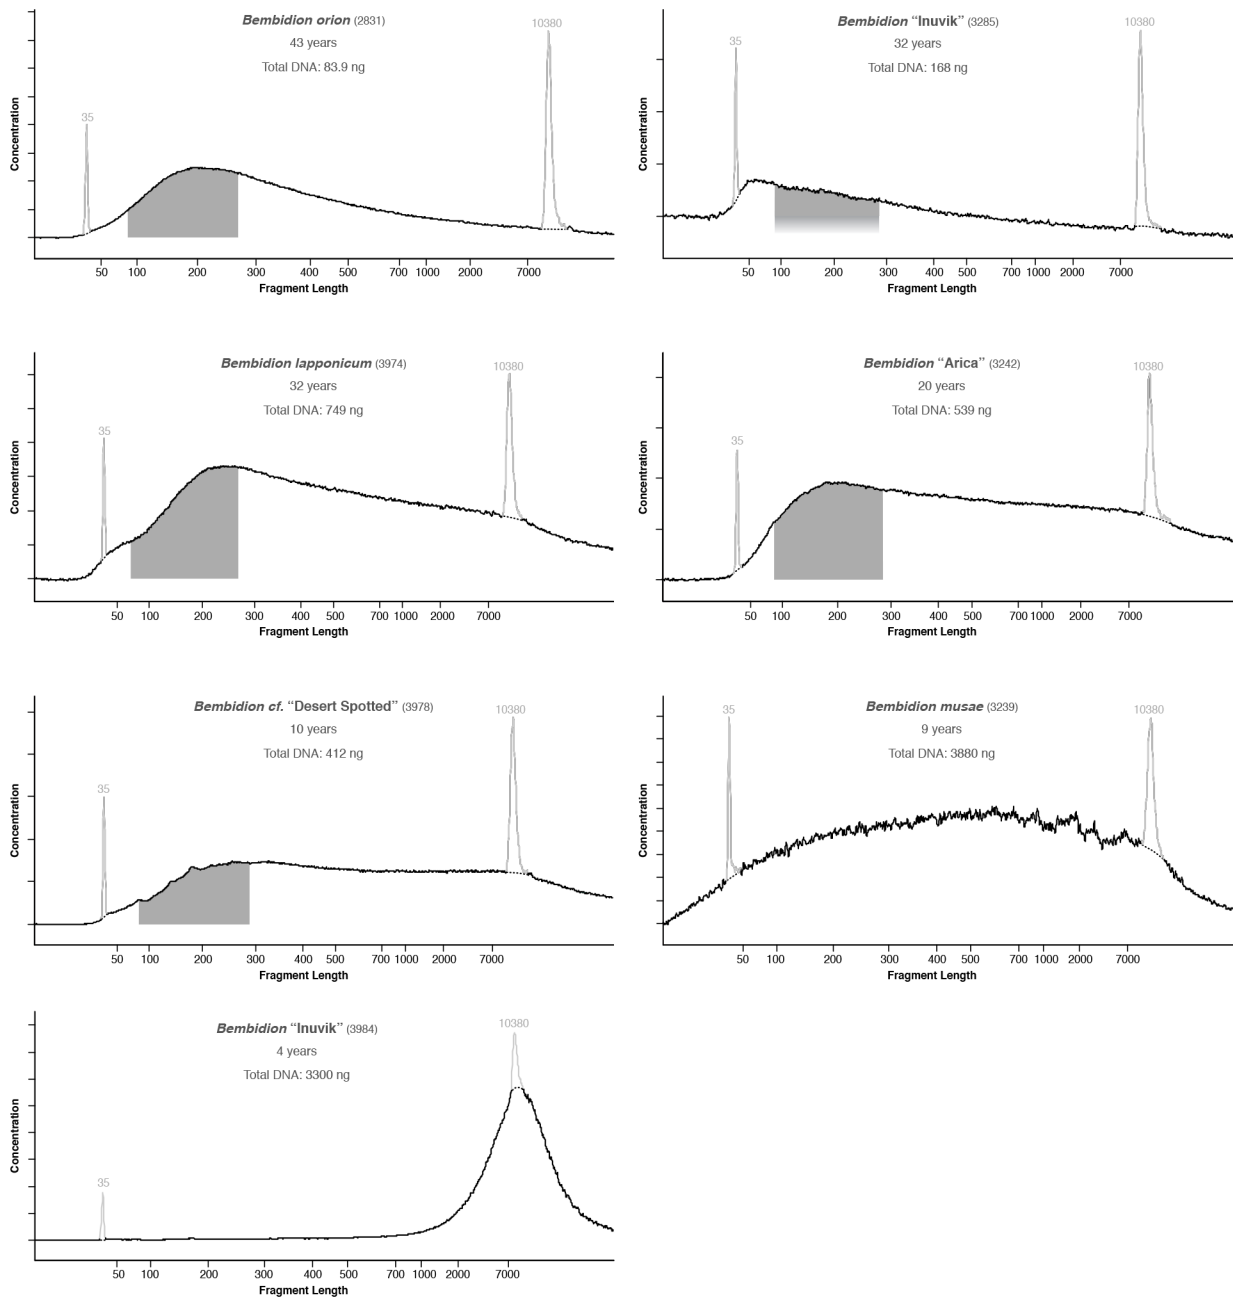 Bembidion orion (2831)
43 years
Total DNA: 83.9 ng
35
10380
Concentration
50 100 200 300 400 500 700 1000 2000 7000
Fragment Length
Bembidion “Inuvik” (3285)
32 years
Total DNA: 168 ng
35
10380
Concentration
50 100 200 300 400 500 700 1000 2000 7000
Fragment Length
Bembidion lapponicum (3974)
32 years
Total DNA: 749 ng
35
10380
Concentration
50 100 200 300 400 500 700 1000 2000 7000
Fragment Length
Bembidion “Arica” (3242)
20 years
Total DNA: 539 ng
35
10380
Concentration
50 100 200 300 400 500 700 1000 2000 7000
Fragment Length
Bembidion cf. “Desert Spotted” (3978)
10 years
Total DNA: 412 ng
35
10380
Concentration
50 100 200 300 400 500 700 1000 2000 7000
Fragment Length
Bembidion musae (3239)
9 years
Total DNA: 3880 ng
35
10380
Concentration
50 100 200 300 400 500 700 1000 2000 7000
Fragment Length
Bembidion “Inuvik” (3984)
4 years
Total DNA: 3300 ng
35
10380
Concentration
50 100 200 300 400 500 700 1000 2000 7000
Fragment Length